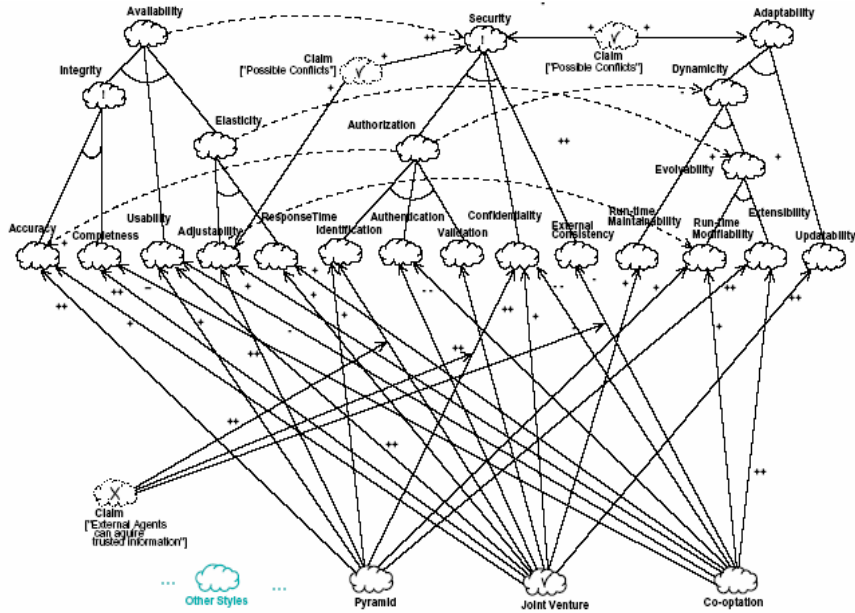 Availability
Security
Adaptability
Claim
["Possible Conflicts"]
Claim
["Possible Conflicts"]
Integrity
Dynamicity
Elasticity
Authorization
Evolvability
Accuracy
Completness
Usability
Adjustability
ResponseTime
Identification
Authentication
Validation
Confidentiality
External
Consistency
Run-time
Maintainability
Run-time
Modifiability
Extensibility
Updatability
Claim
["External Agents
can aquire
trusted information"]
... Other Styles ...
Pyramid
Joint Venture
Co-optation